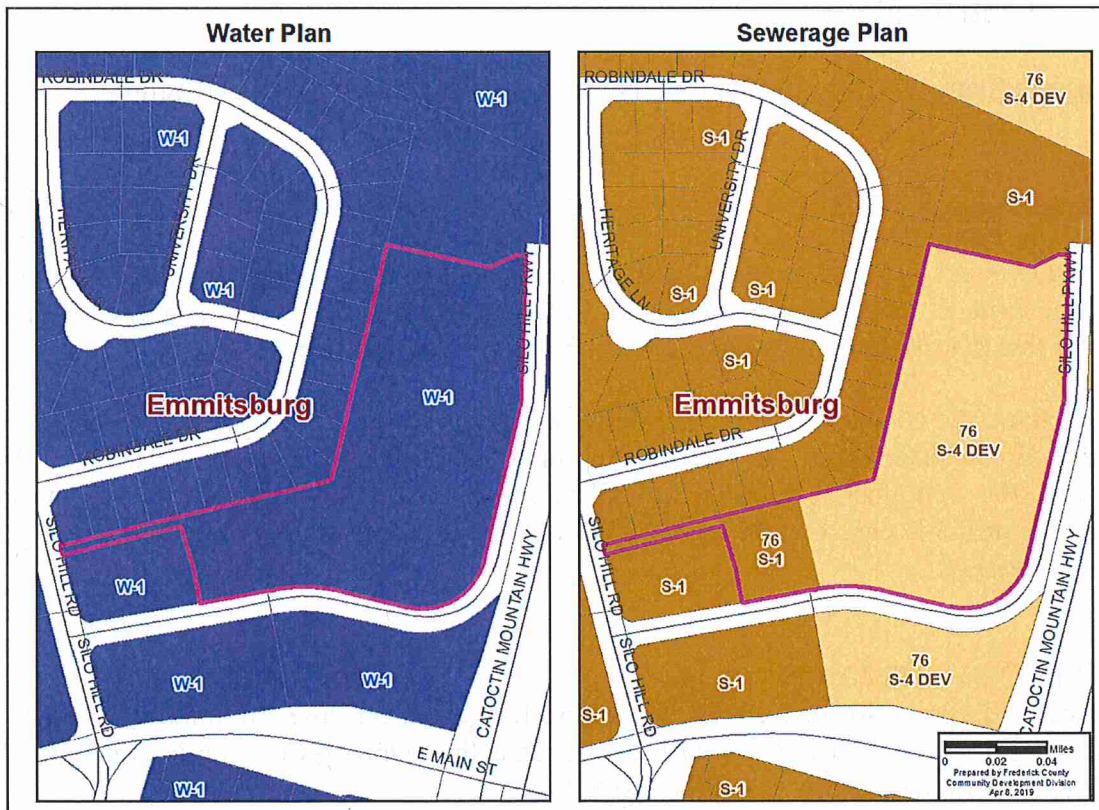 Water Plan
ROBINDALE DR
W-1
W-1
UNIVERSITY DR
HERITAGE LN
W-1
SILO HILL PKWY
W-1
Emmitsburg
ROBINDALE DR
SILO HILL RD
W-1
SILO HILL RD
W-1
W-1
CATOCTIN MOUNTAIN HWY
E MAIN ST
W-1
Sewerage Plan
ROBINDALE DR
76
S-4 DEV
S-1
UNIVERSITY DR
S-1
HERITAGE LN
S-1
S-1
SILO HILL PKWY
S-1
Emmitsburg
76
S-4 DEV
ROBINDALE DR
SILO HILL RD
76
S-1
S-1
SILO HILL RD
S-1
76
S-4 DEV
S-1
CATOCTIN MOUNTAIN HWY
E MAIN ST
S-1
Miles
0 0.02 0.04
Prepared by Frederick County
Community Development Division
Apr 8, 2019